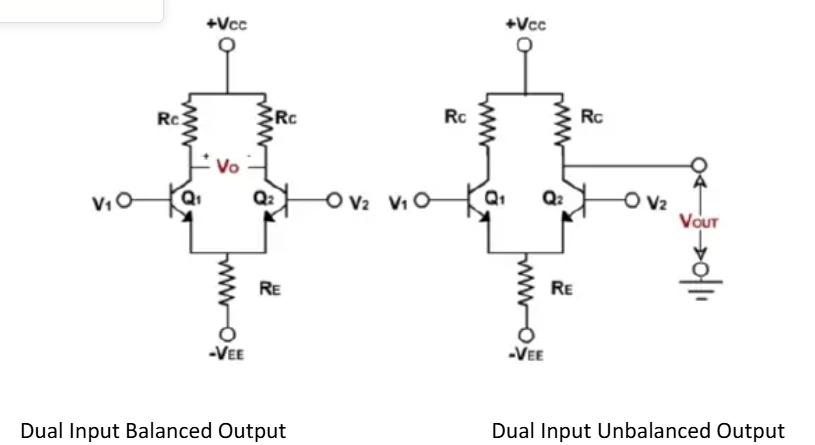 +Vcc
+Vcc
Rc
Rc
Rc
Rc
+ Vo -
V1
Q1
Q2
V2
V1
Q1
Q2
V2
VOUT
RE
RE
-VEE
-VEE
Dual Input Balanced Output
Dual Input Unbalanced Output